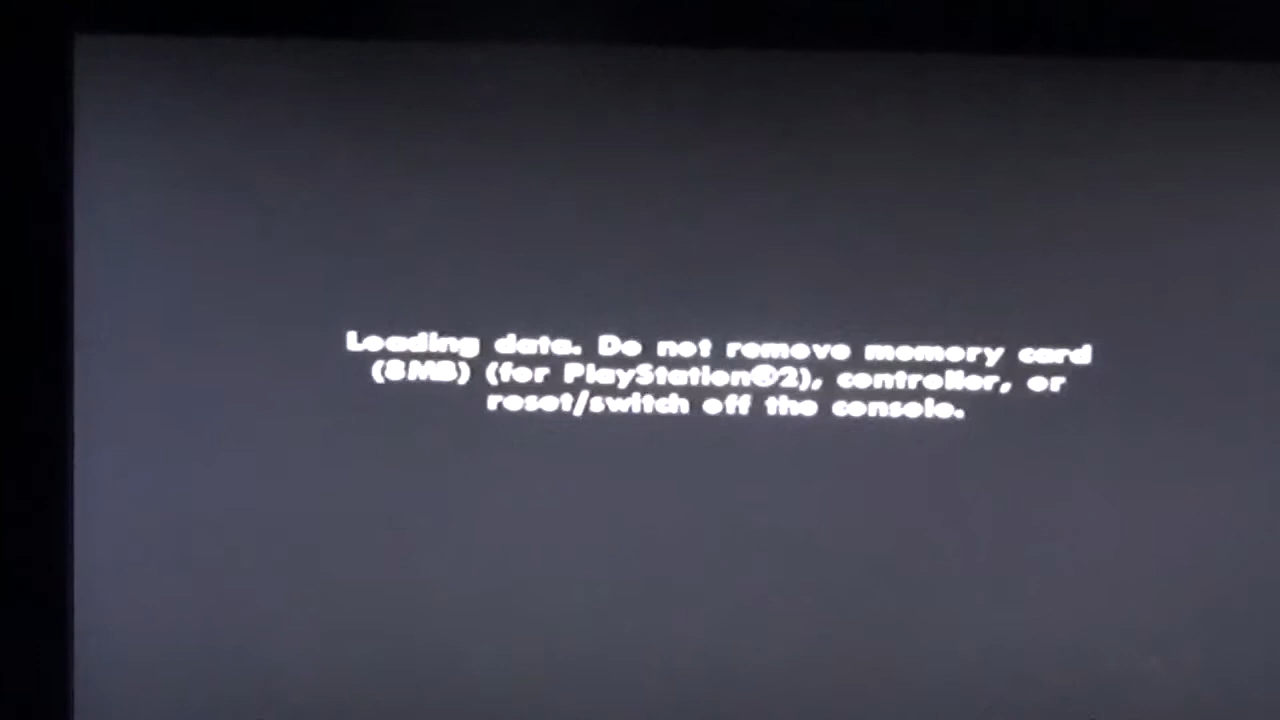 Loading data. Do not remove memory card
(8MB) (for PlayStation®2), controller, or
reset/switch off the console.